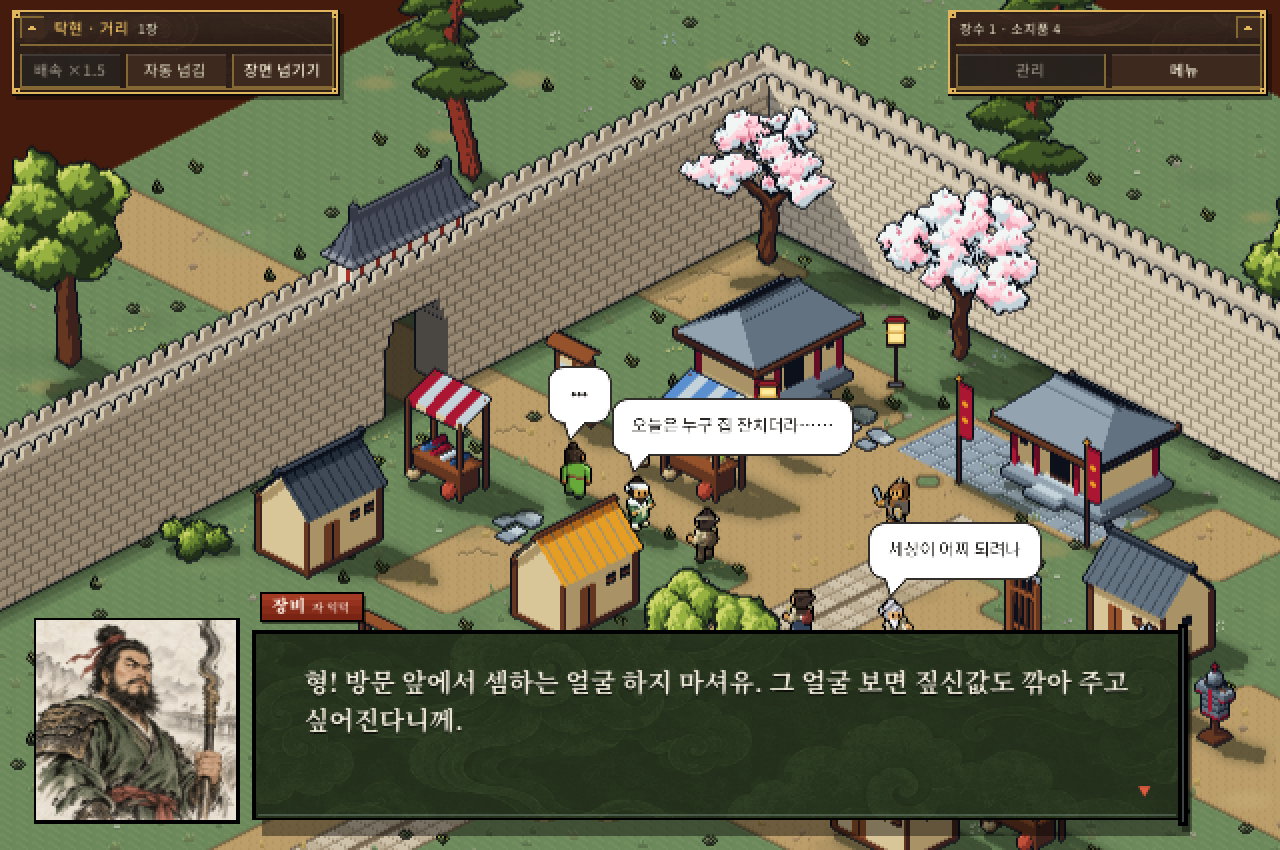 탁현 · 거리 1장
배속 ×1.5 자동 넘김 장면 넘기기
장수 1 · 소지품 4
관리 메뉴
...
오늘은 누구 집 잔치더라……
세상이 어찌 되려나
장비 자 익덕
형! 방문 앞에서 셈하는 얼굴 하지 마셔유. 그 얼굴 보면 짚신값도 깎아 주고
싶어진다니께.